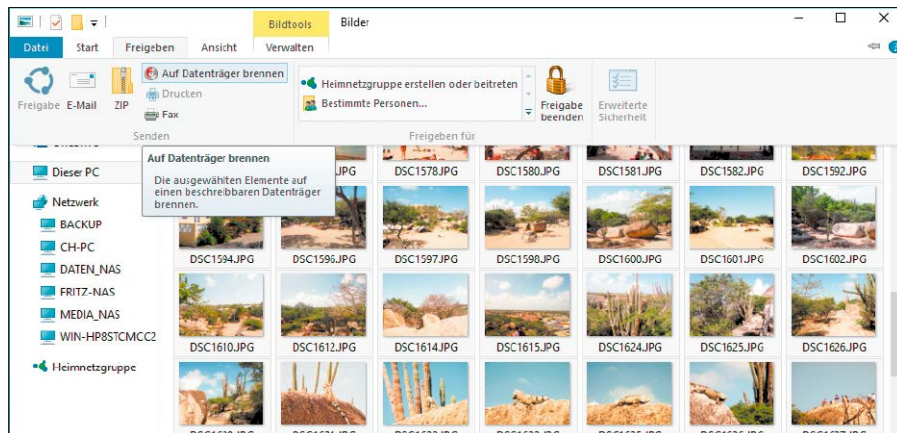 Bildtools
Bilder
Datei
Start
Freigeben
Ansicht
Verwalten
Freigabe
E-Mail
ZIP
Auf Datenträger brennen
Drucken
Fax
Senden
Heimnetzgruppe erstellen oder beitreten
Bestimmte Personen...
Freigeben für
Freigabe
beenden
Erweiterte
Sicherheit
Auf Datenträger brennen
Die ausgewählten Elemente auf
einen beschreibbaren Datenträger
brennen.
Dieser PC
Netzwerk
BACKUP
CH-PC
DATEN_NAS
FRITZ-NAS
MEDIA_NAS
WIN-HP8STCMCC2
Heimnetzgruppe
.JPG DSC1578.JPG DSC1580.JPG DSC1581.JPG DSC1582.JPG DSC1592.JPG
DSC1594.JPG DSC1596.JPG DSC1597.JPG DSC1598.JPG DSC1600.JPG DSC1601.JPG DSC1602.JPG
DSC1610.JPG DSC1612.JPG DSC1614.JPG DSC1615.JPG DSC1624.JPG DSC1625.JPG DSC1626.JPG